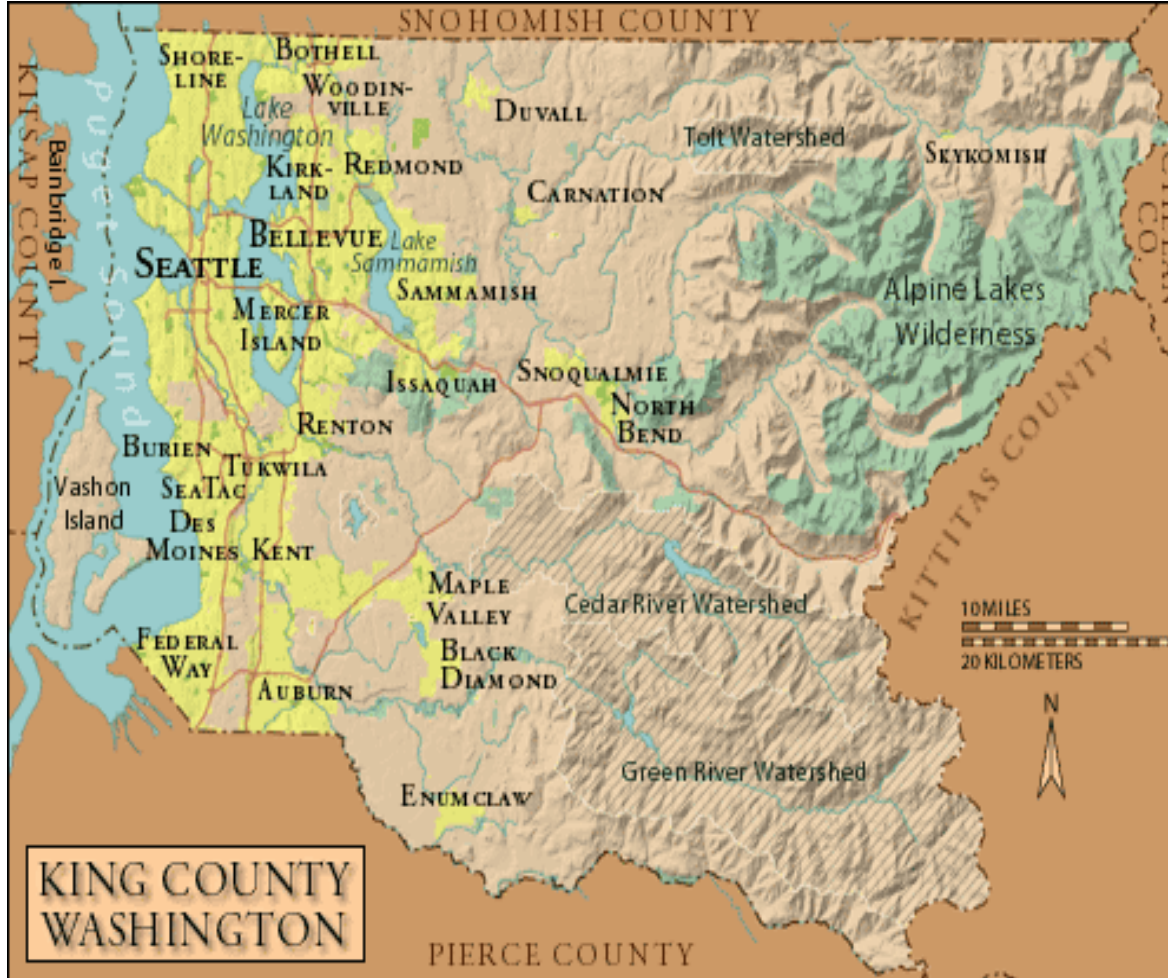 SNOHOMISH COUNTY
SHORE-
LINE
BOTHELL
WOODIN-
VILLE
Lake
Washington
DUVALL
Tolt Watershed
SKYKOMISH
KITSAP COUNTY
Puget Sound
Bainbridge I.
KIRK-
LAND
REDMOND
CARNATION
CO.
BELLEVUE
Lake
Sammamish
SEATTLE
SAMMAMISH
Alpine Lakes
Wilderness
MERCER
ISLAND
ISSAQUAH
SNOQUALMIE
NORTH
BEND
RENTON
BURIEN
TUKWILA
SEATAC
Vashon
Island
DES
MOINES
KENT
KITTITAS COUNTY
MAPLE
VALLEY
Cedar River Watershed
10 MILES
20 KILOMETERS
FEDERAL
WAY
BLACK
DIAMOND
AUBURN
N
Green River Watershed
ENUMCLAW
KING COUNTY
WASHINGTON
PIERCE COUNTY